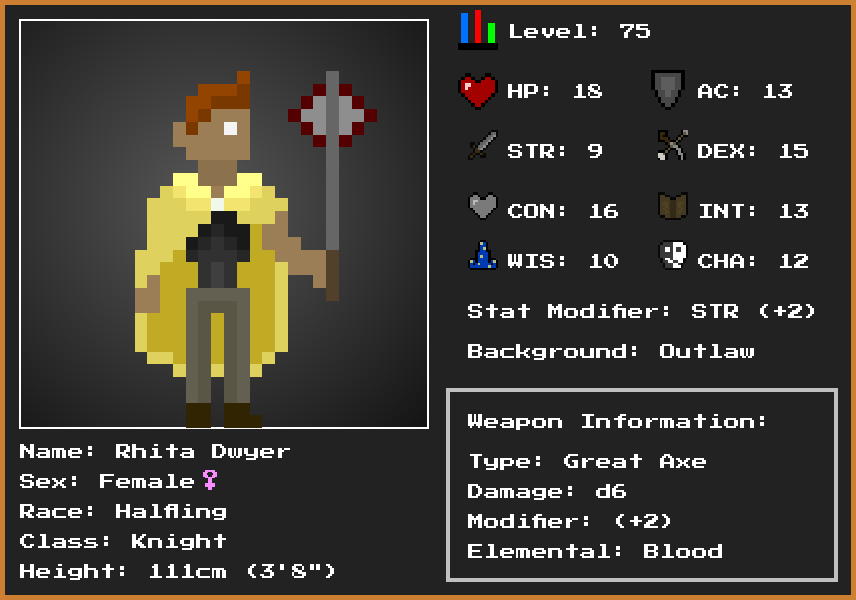 Level: 75
HP: 18 AC: 13
STR: 9 DEX: 15
CON: 16 INT: 13
WIS: 10 CHA: 12
Stat Modifier: STR (+2)
Background: Outlaw
Weapon Information:
Type: Great Axe
Damage: d6
Modifier: (+2)
Elemental: Blood
Name: Rhita Dwyer
Sex: Female♀
Race: Halfling
Class: Knight
Height: 111cm (3'8")